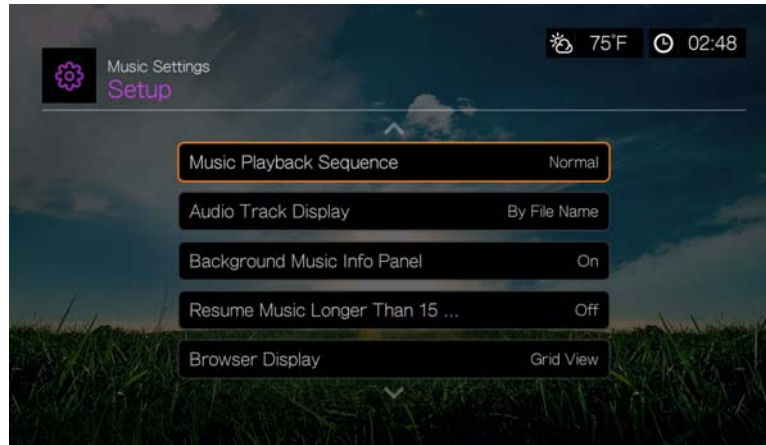 75°F
02:48
Music Settings
Setup
Music Playback Sequence Normal
Audio Track Display By File Name
Background Music Info Panel On
Resume Music Longer Than 15 ... Off
Browser Display Grid View